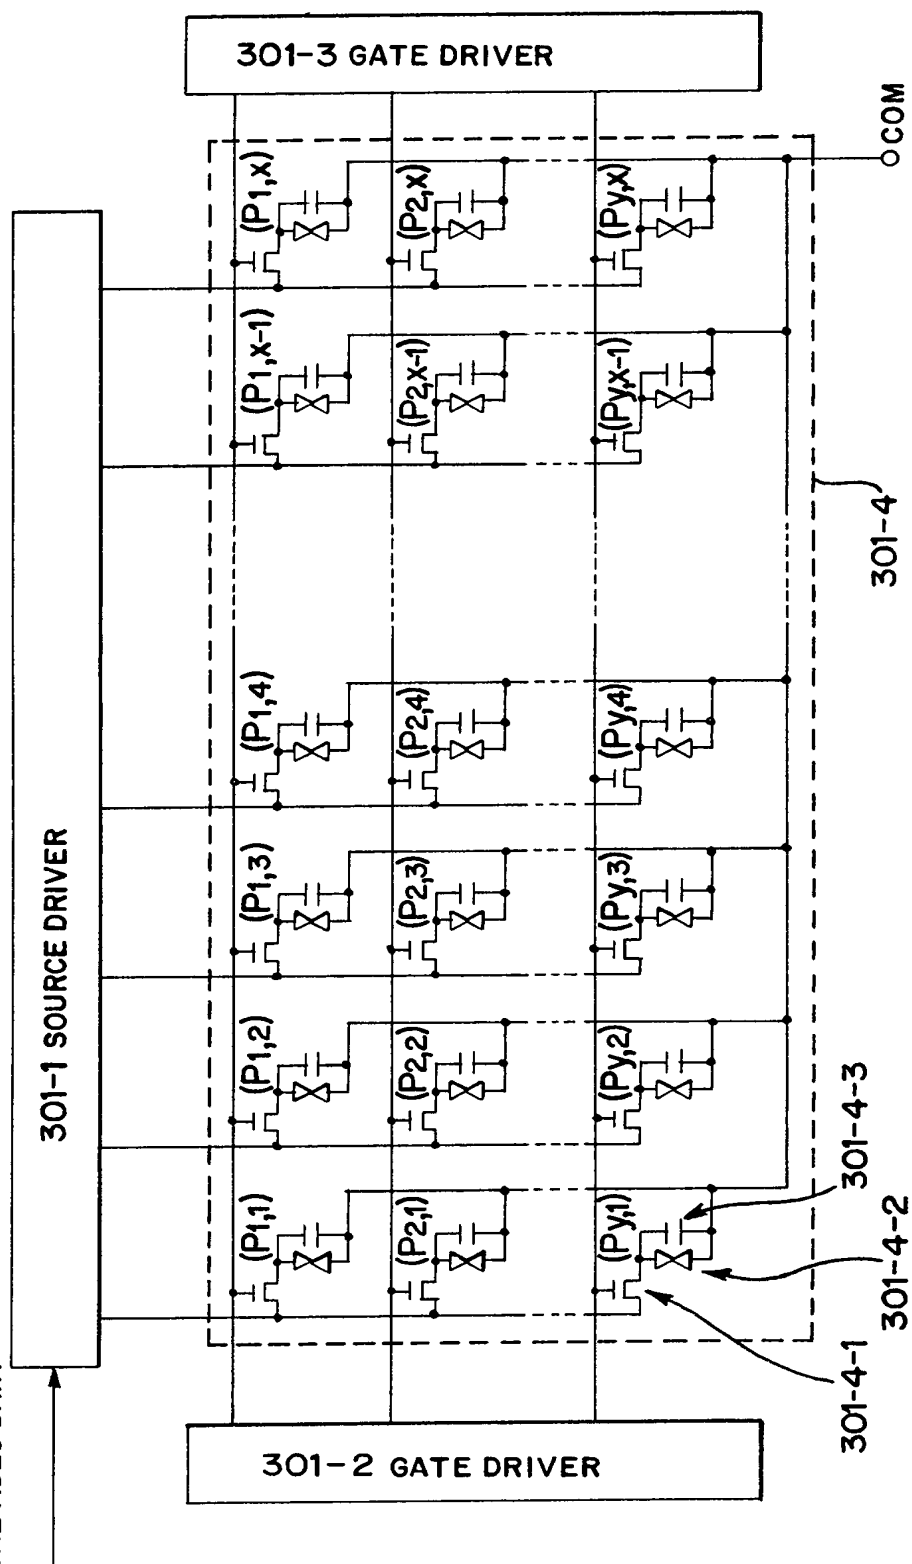 301-1 SOURCE DRIVER
301-2 GATE DRIVER
301-3 GATE DRIVER
(P1,1) (P1,2) (P1,3) (P1,4) (P1,x-1) (P1,x)
(P2,1) (P2,2) (P2,3) (P2,4) (P2,x-1) (P2,x)
(Py,1) (Py,2) (Py,3) (Py,4) (Py,x-1) (Py,x)
301-4-1
301-4-2
301-4-3
301-4
COM